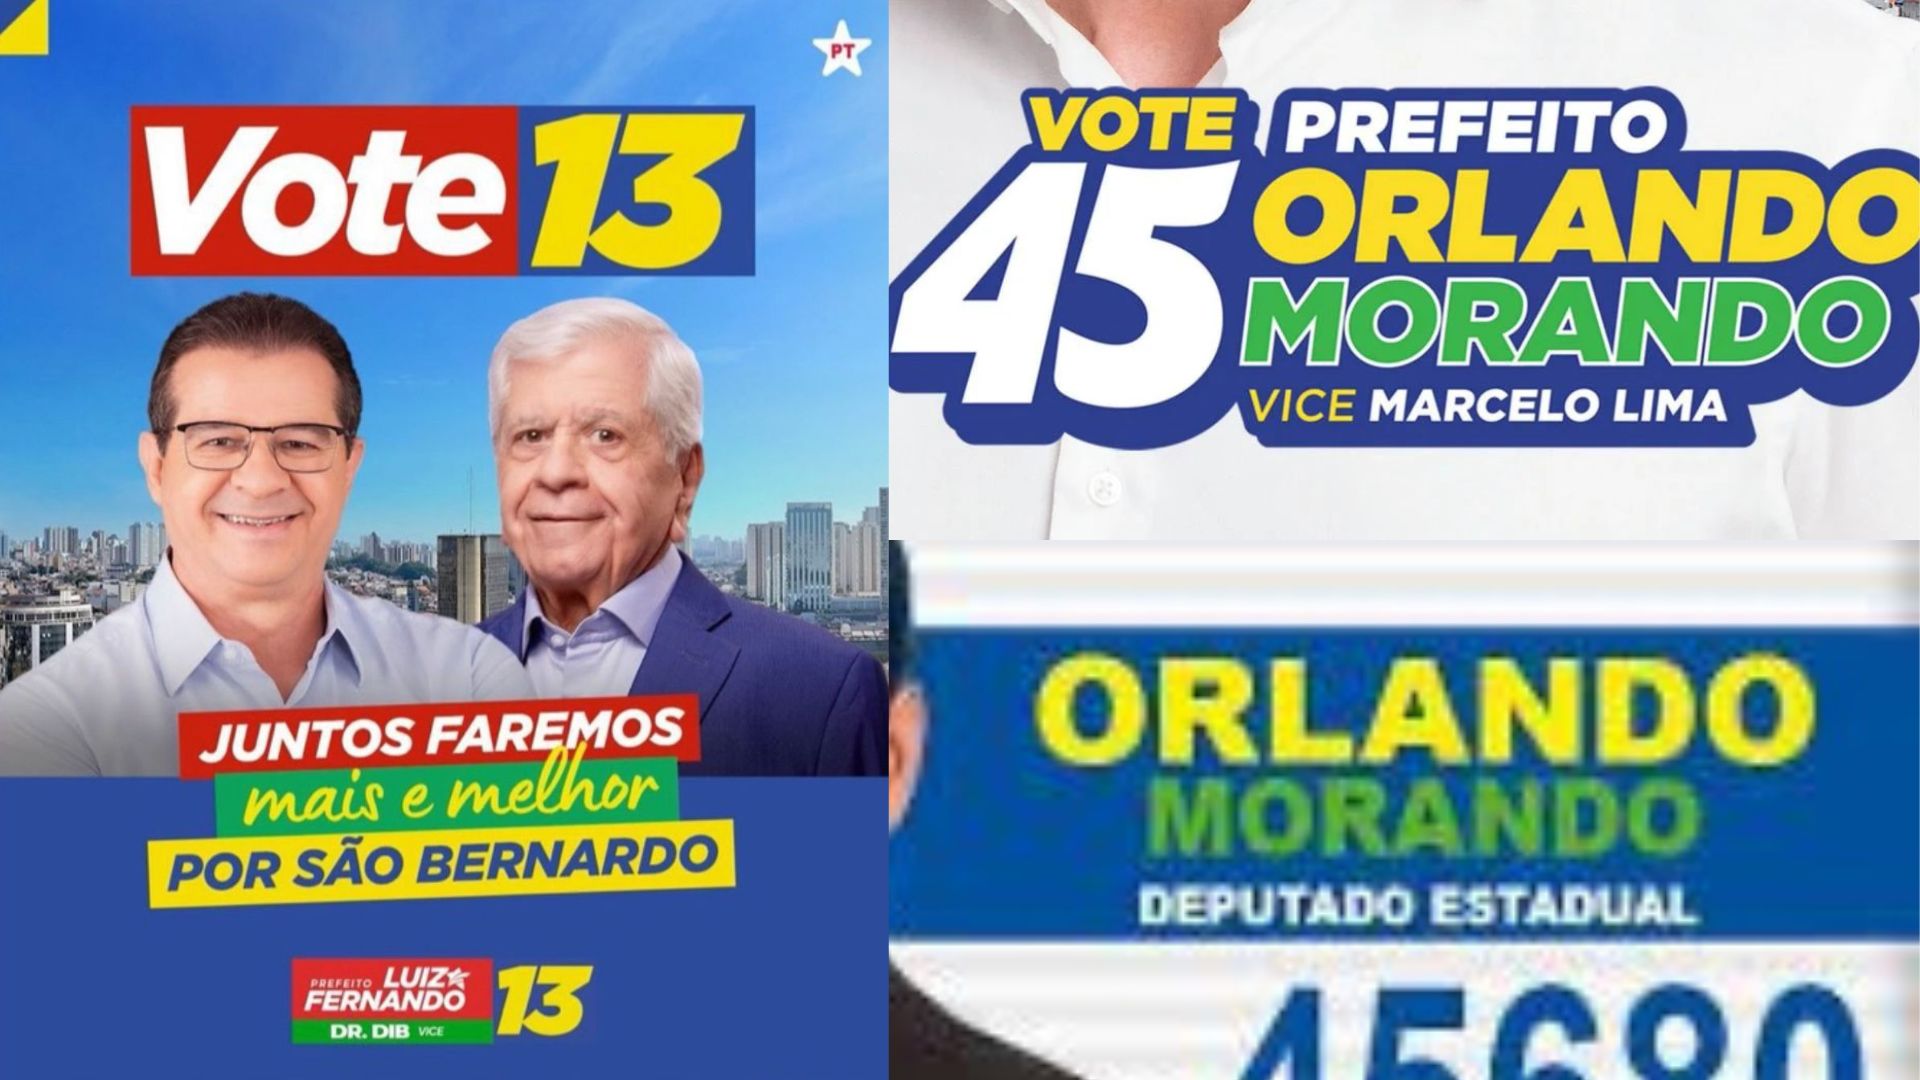 PT
Vote 13
JUNTOS FAREMOS
mais e melhor
POR SÃO BERNARDO
PREFEITO LUIZ
FERNANDO 13
DR. DIB VICE
VOTE PREFEITO
45 ORLANDO
MORANDO
VICE MARCELO LIMA
ORLANDO
MORANDO
DEPUTADO ESTADUAL
45680